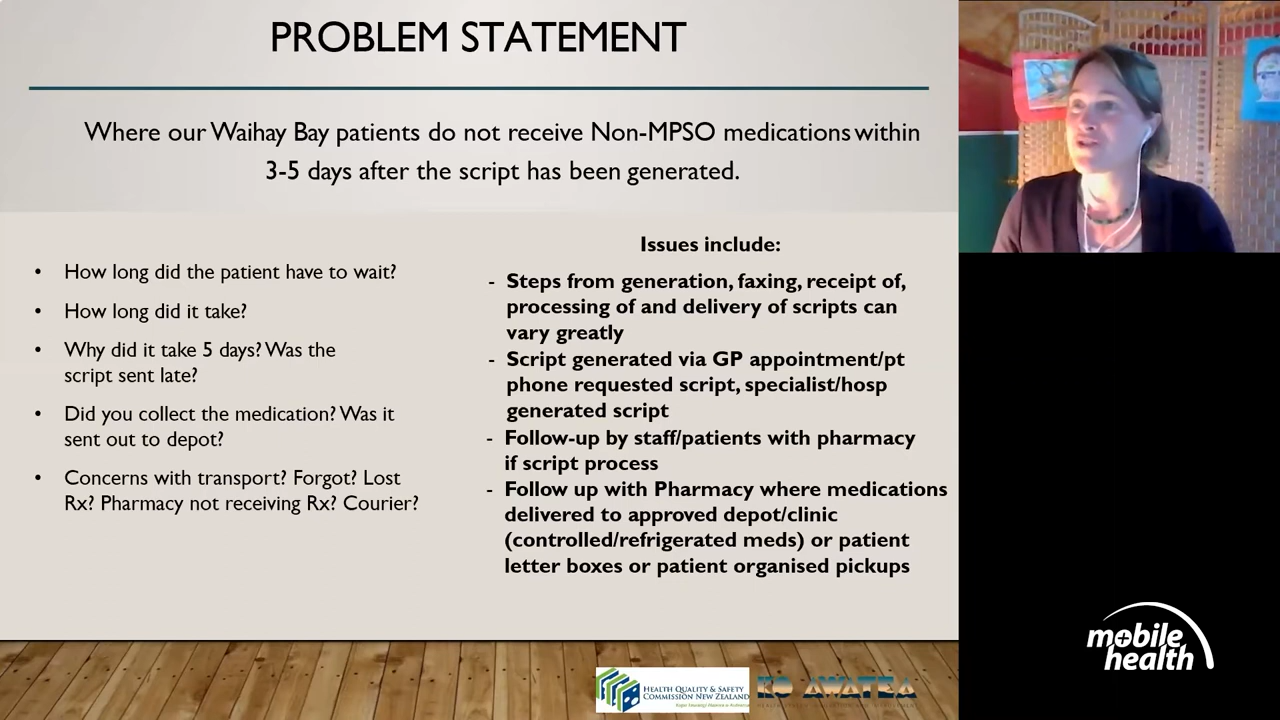 PROBLEM STATEMENT
Where our Waihay Bay patients do not receive Non-MPSO medications within
3-5 days after the script has been generated.
• How long did the patient have to wait?
• How long did it take?
• Why did it take 5 days? Was the
script sent late?
• Did you collect the medication? Was it
sent out to depot?
• Concerns with transport? Forgot? Lost
Rx? Pharmacy not receiving Rx? Courier?
Issues include:
- Steps from generation, faxing, receipt of,
processing of and delivery of scripts can
vary greatly
- Script generated via GP appointment/pt
phone requested script, specialist/hosp
generated script
- Follow-up by staff/patients with pharmacy
if script process
- Follow up with Pharmacy where medications
delivered to approved depot/clinic
(controlled/refrigerated meds) or patient
letter boxes or patient organised pickups
HEALTH QUALITY & SAFETY
COMMISSION NEW ZEALAND
KO AWATEA
mobile
health